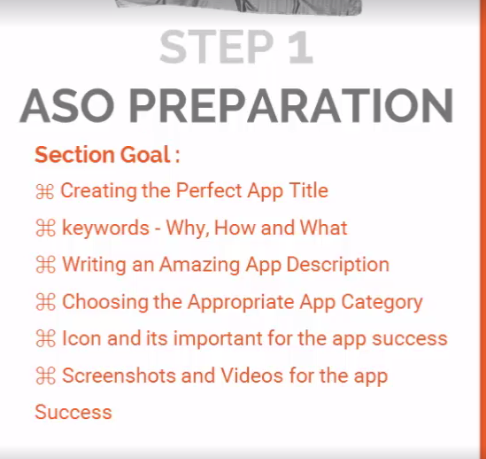 STEP 1
ASO PREPARATION
Section Goal :
⌘ Creating the Perfect App Title
⌘ keywords - Why, How and What
⌘ Writing an Amazing App Description
⌘ Choosing the Appropriate App Category
⌘ Icon and its important for the app success
⌘ Screenshots and Videos for the app
Success